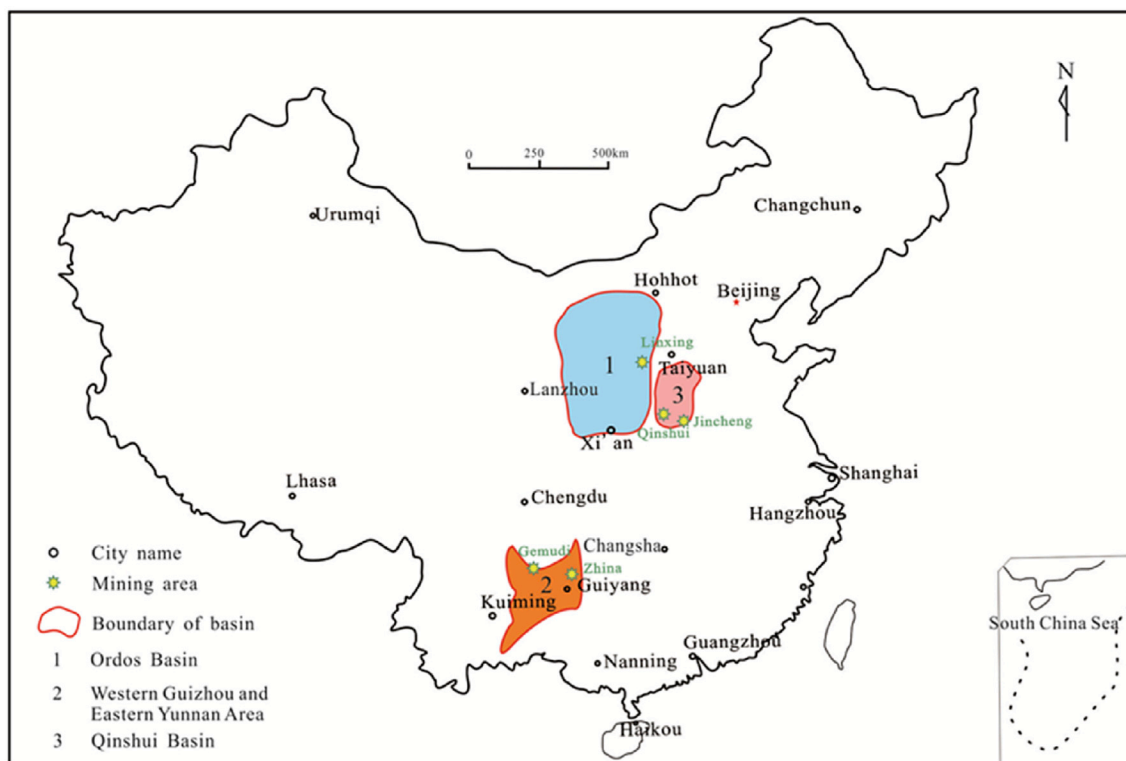 N
0 250 500km
Urumqi
Changchun
Hohhot
Beijing
Linxing
1
Taiyuan
Lanzhou
3
Jincheng
Qinshui
Xi' an
Lhasa
Chengdu
Shanghai
Hangzhou
Changsha
Gemudi
Zhina
2
Guiyang
Kuiming
Guangzhou
Nanning
Haikou
South China Sea
City name
Mining area
Boundary of basin
1 Ordos Basin
2 Western Guizhou and
Eastern Yunnan Area
3 Qinshui Basin